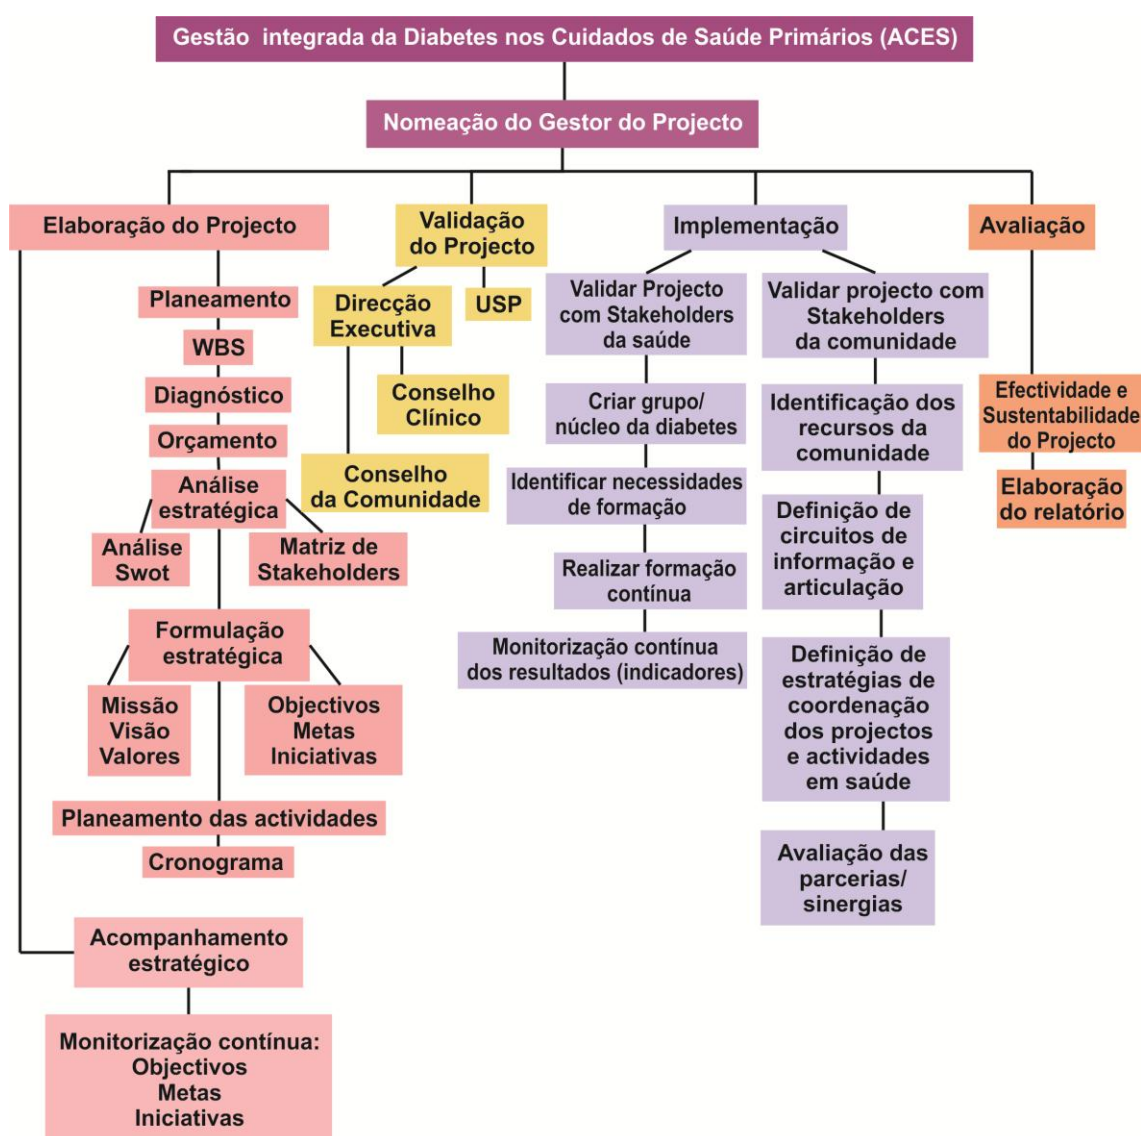 Gestão integrada da Diabetes nos Cuidados de Saúde Primários (ACES)
Nomeação do Gestor do Projecto
Elaboração do Projecto
Planeamento
WBS
Diagnóstico
Orçamento
Análise
estratégica
Análise
Swot
Matriz de
Stakeholders
Formulação
estratégica
Missão
Visão
Valores
Objectivos
Metas
Iniciativas
Planeamento das actividades
Cronograma
Acompanhamento
estratégico
Monitorização contínua:
Objectivos
Metas
Iniciativas
Validação
do Projecto
Direcção
Executiva
USP
Conselho
Clínico
Conselho
da Comunidade
Implementação
Validar Projecto
com Stakeholders
da saúde
Criar grupo/
núcleo da diabetes
Identificar necessidades
de formação
Realizar formação
contínua
Monitorização contínua
dos resultados (indicadores)
Validar projecto com
Stakeholders
da comunidade
Identificação dos
recursos da
comunidade
Definição de
circuitos de
informação e
articulação
Definição de
estratégias de
coordenação
dos projectos
e actividades
em saúde
Avaliação das
parcerias/
sinergias
Avaliação
Efectividade e
Sustentabilidade
do Projecto
Elaboração
do relatório